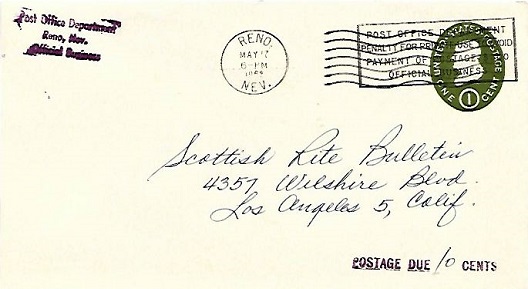 Post Office Department
Reno, Nev.
Official Business
RENO,
MAY
6-PM
NEV.
POST OFFICE DEPARTMENT
PENALTY FOR PRIVATE USE TO AVOID
PAYMENT OF POSTAGE
OFFICIAL BUSINESS
UNITED STATES POSTAGE
ONE 1 CENT
Scottish Rite Bulletin
4357 Wilshire Blvd.
Los Angeles 5, Calif.
POSTAGE DUE 10 CENTS